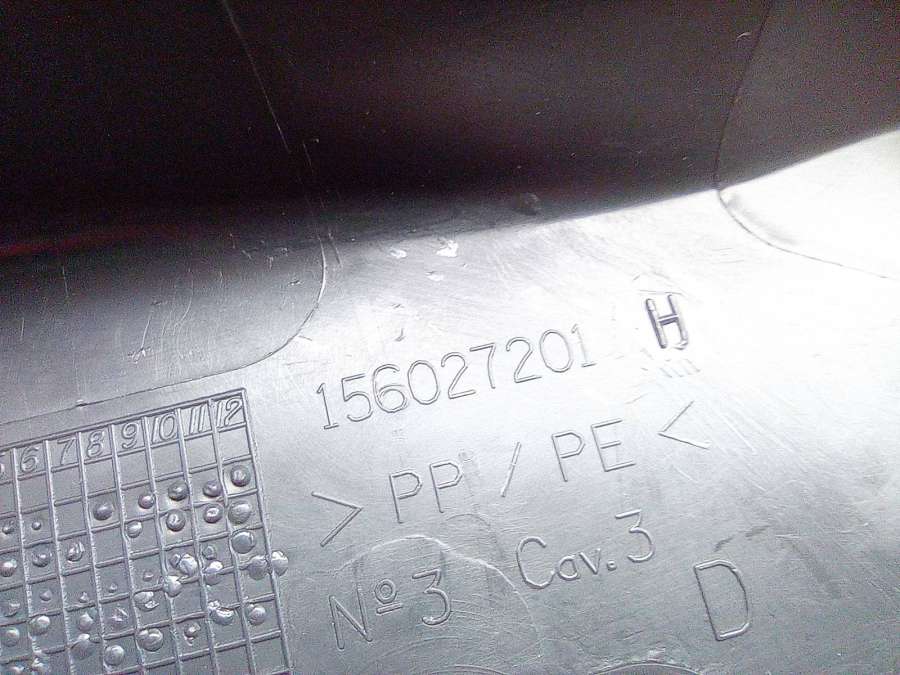 156027201 H
>PP/PE<
Nº3 Cav.3
D
6 7 8 9 10 11 12